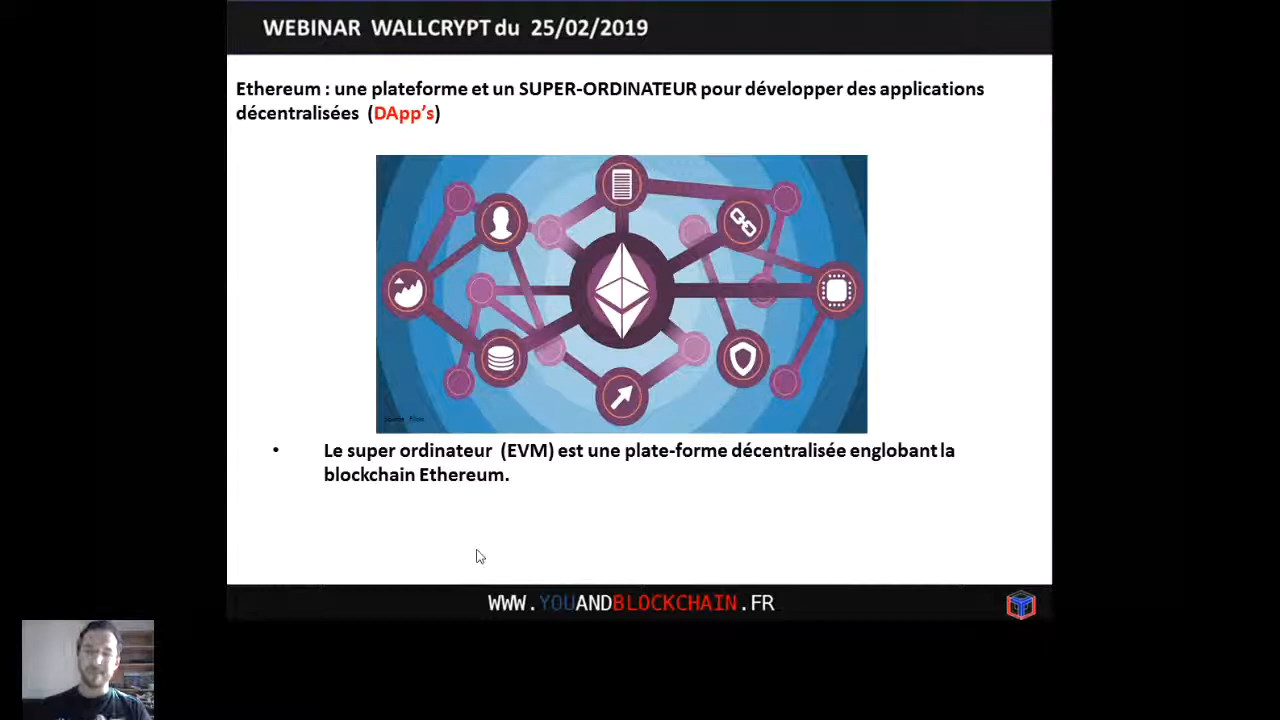 WEBINAR WALLCRYPT du 25/02/2019
Ethereum : une plateforme et un SUPER-ORDINATEUR pour développer des applications
décentralisées (DApp’s)
• Le super ordinateur (EVM) est une plate-forme décentralisée englobant la
blockchain Ethereum.
WWW.YOUANDBLOCKCHAIN.FR